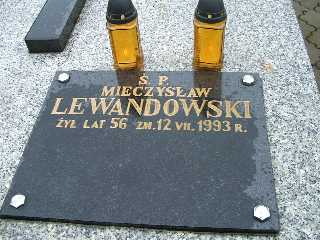 Ś. P.
MIECZYSŁAW
LEWANDOWSKI
ŻYŁ LAT 56 ZM. 12 VII. 1993 R.